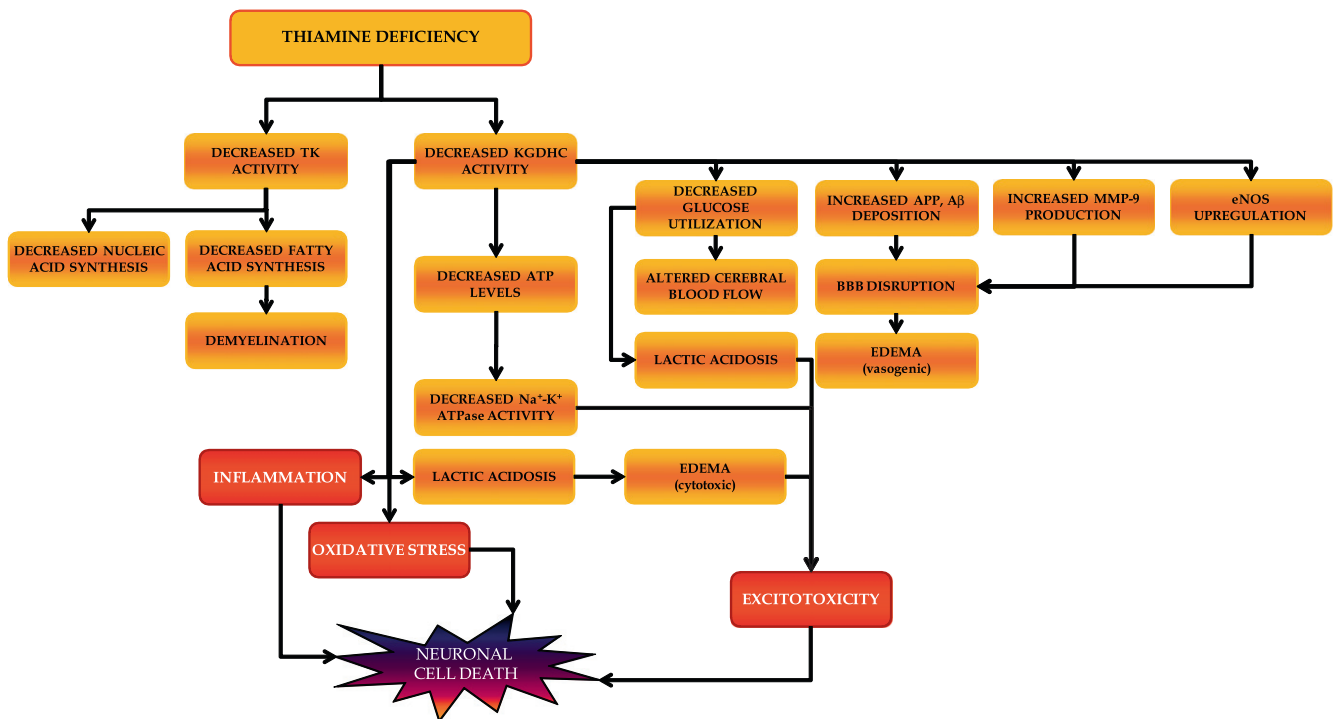 THIAMINE DEFICIENCY
DECREASED TK
ACTIVITY
DECREASED KGDHC
ACTIVITY
DECREASED NUCLEIC
ACID SYNTHESIS
DECREASED FATTY
ACID SYNTHESIS
DEMYELINATION
DECREASED ATP
LEVELS
DECREASED Na⁺-K⁺
ATPase ACTIVITY
DECREASED
GLUCOSE
UTILIZATION
ALTERED CEREBRAL
BLOOD FLOW
LACTIC ACIDOSIS
INCREASED APP, Aβ
DEPOSITION
BBB DISRUPTION
EDEMA
(vasogenic)
INCREASED MMP-9
PRODUCTION
eNOS
UPREGULATION
INFLAMMATION
LACTIC ACIDOSIS
EDEMA
(cytotoxic)
OXIDATIVE STRESS
EXCITOTOXICITY
NEURONAL
CELL DEATH